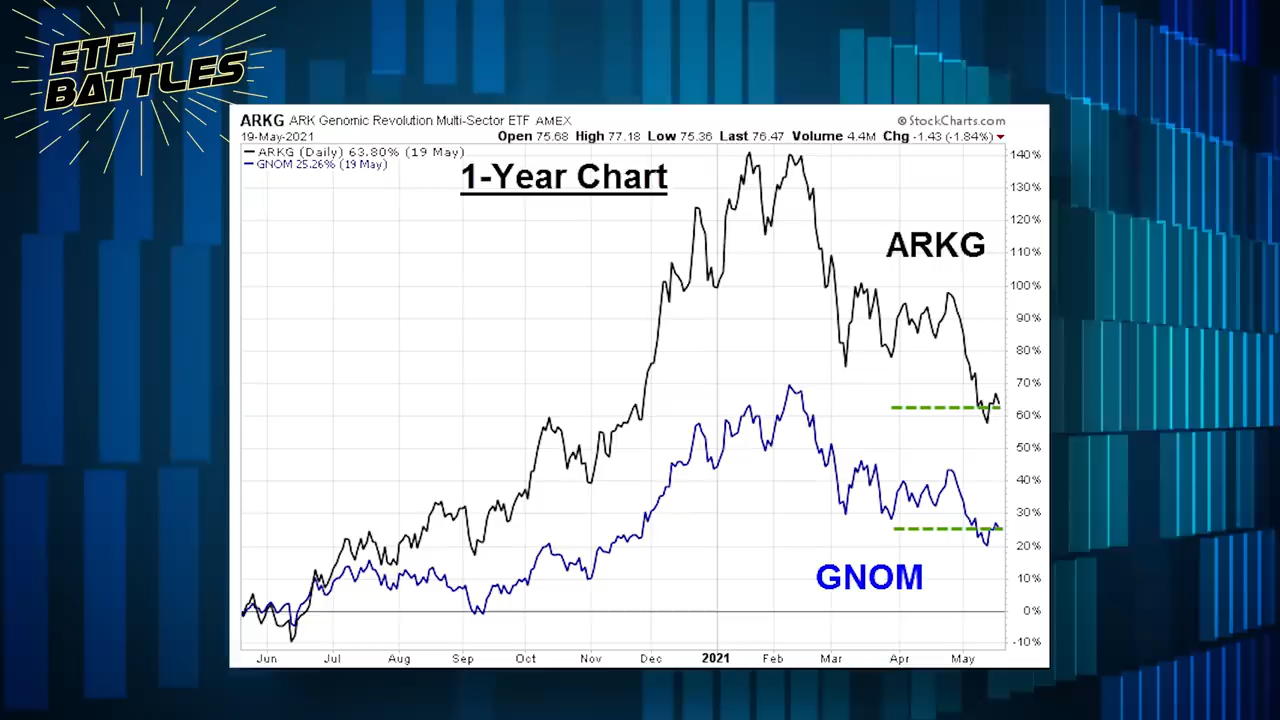 ETF
BATTLES
ARKG ARK Genomic Revolution Multi-Sector ETF AMEX
© StockCharts.com
19-May-2021
Open 75.68 High 77.18 Low 75.36 Last 76.47 Volume 4.4M Chg -1.43 (-1.84%)
ARKG (Daily) 63.80% (19 May)
GNOM 25.26% (19 May)
1-Year Chart
ARKG
GNOM
140%
130%
120%
110%
100%
90%
80%
70%
60%
50%
40%
30%
20%
10%
0%
-10%
Jun Jul Aug Sep Oct Nov Dec 2021 Feb Mar Apr May